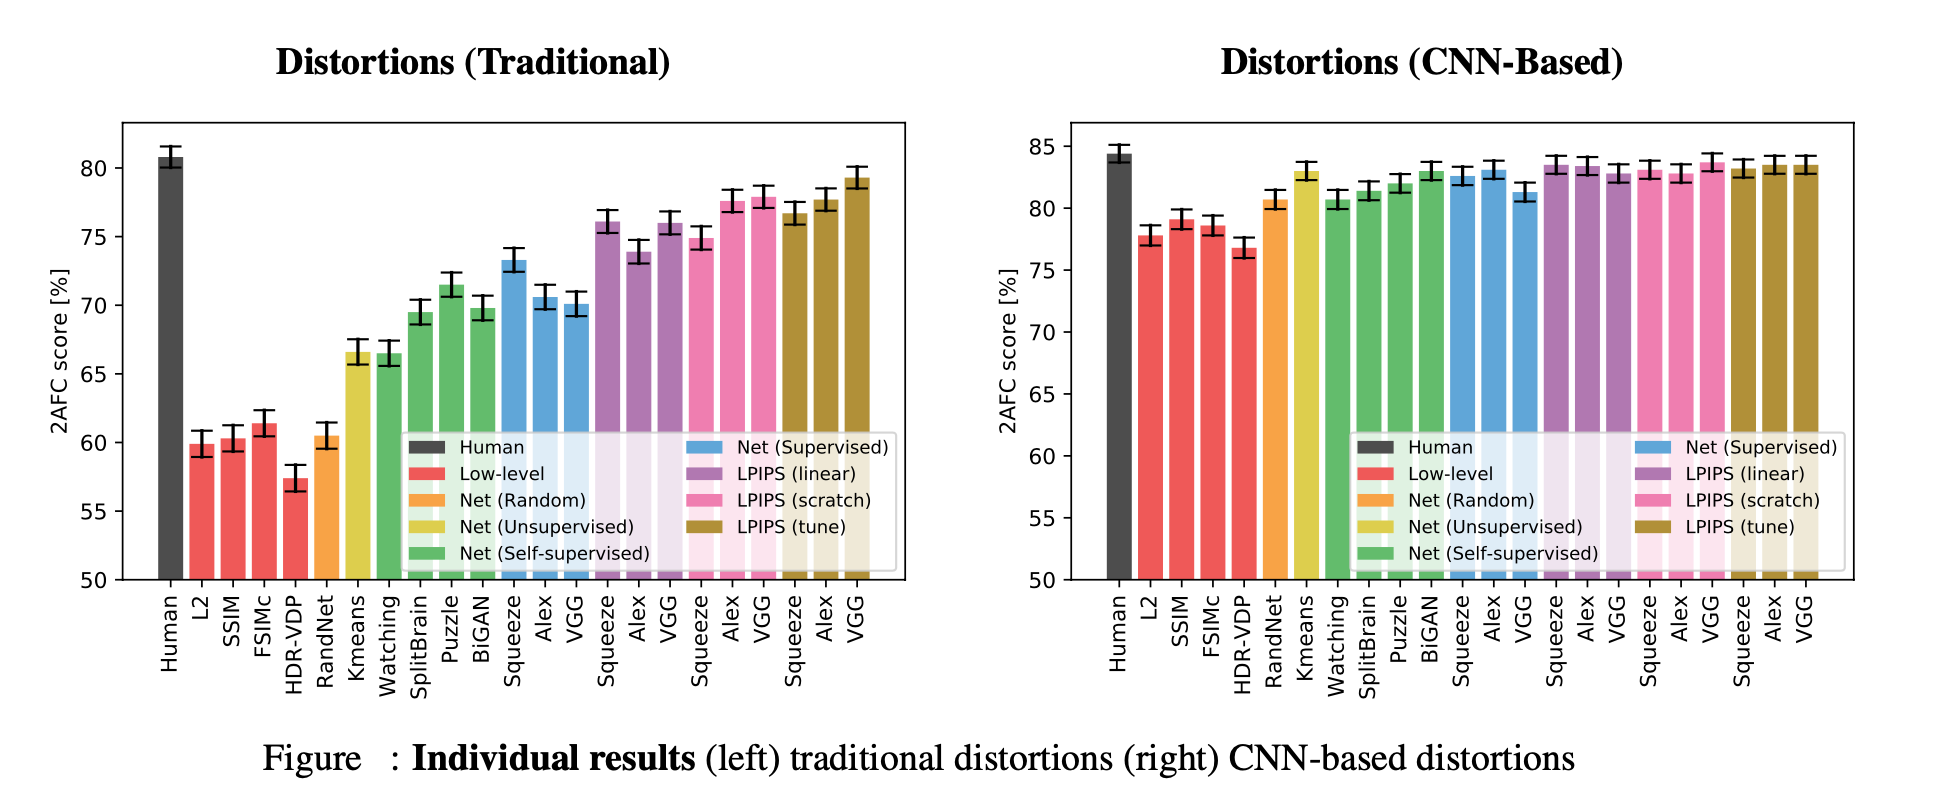 Distortions (Traditional)
2AFC score [%]
80
75
70
65
60
55
50
Human
Low-level
Net (Random)
Net (Unsupervised)
Net (Self-supervised)
Net (Supervised)
LPIPS (linear)
LPIPS (scratch)
LPIPS (tune)
Human
L2
SSIM
FSIMc
HDR-VDP
RandNet
Kmeans
Watching
SplitBrain
Puzzle
BiGAN
Squeeze
Alex
VGG
Squeeze
Alex
VGG
Squeeze
Alex
VGG
Squeeze
Alex
VGG
Distortions (CNN-Based)
2AFC score [%]
85
80
75
70
65
60
55
50
Human
Low-level
Net (Random)
Net (Unsupervised)
Net (Self-supervised)
Net (Supervised)
LPIPS (linear)
LPIPS (scratch)
LPIPS (tune)
Human
L2
SSIM
FSIMc
HDR-VDP
RandNet
Kmeans
Watching
SplitBrain
Puzzle
BiGAN
Squeeze
Alex
VGG
Squeeze
Alex
VGG
Squeeze
Alex
VGG
Squeeze
Alex
VGG
Figure : Individual results (left) traditional distortions (right) CNN-based distortions